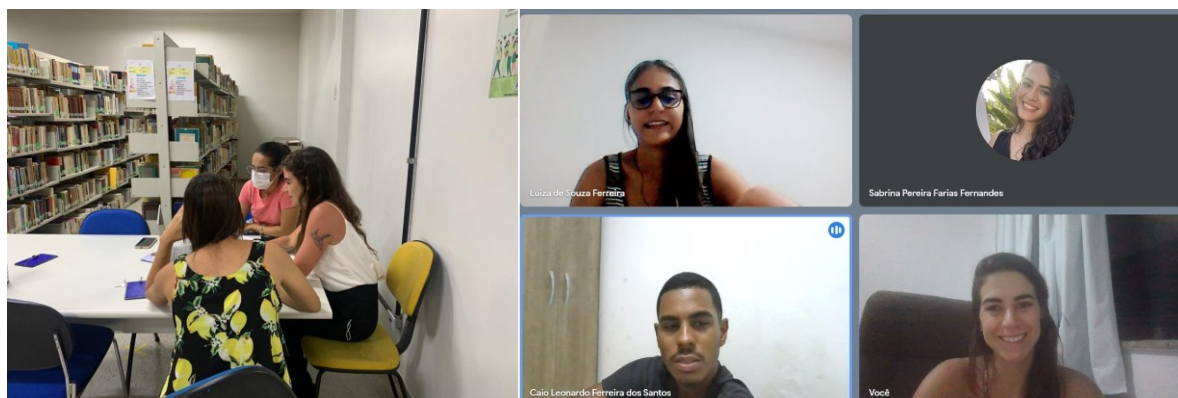 Luiza de Souza Ferreira
Sabrina Pereira Farias Fernandes
Caio Leonardo Ferreira dos Santos
Você